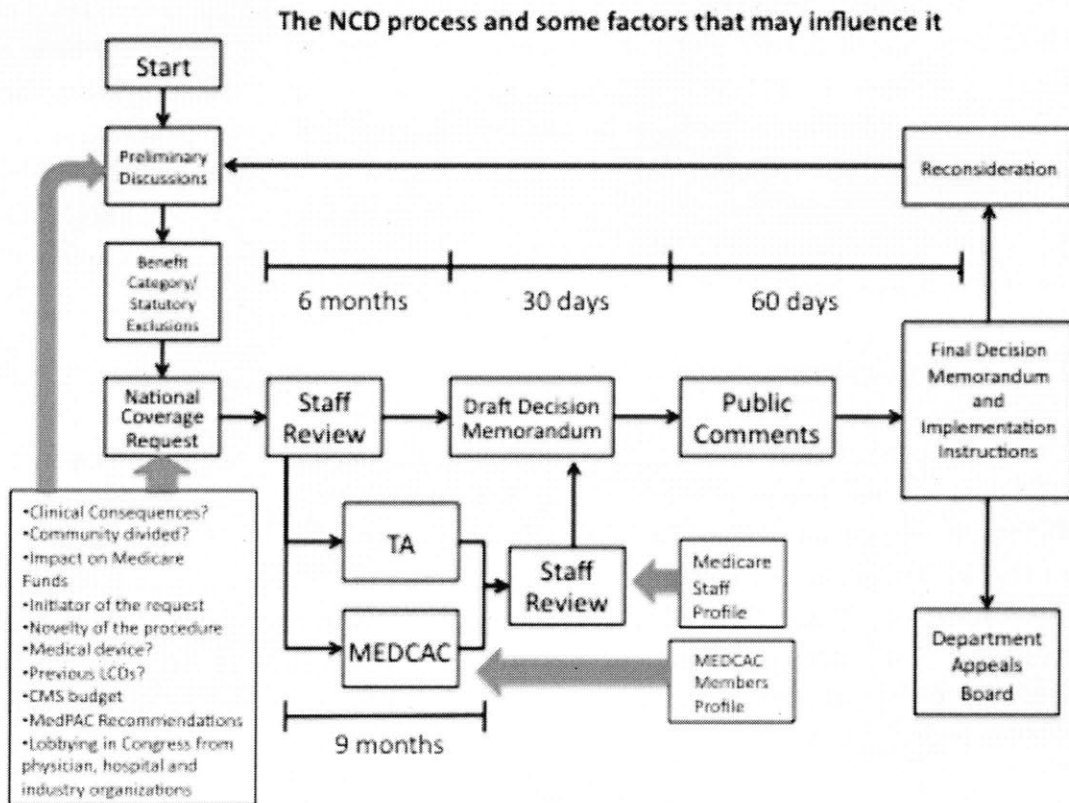 The NCD process and some factors that may influence it
Start
Preliminary
Discussions
Reconsideration
Benefit
Category/
Statutory
Exclusions
6 months
30 days
60 days
National
Coverage
Request
Staff
Review
Draft Decision
Memorandum
Public
Comments
Final Decision
Memorandum
and
Implementation
Instructions
•Clinical Consequences?
•Community divided?
•Impact on Medicare
Funds
•Initiator of the request
•Novelty of the procedure
•Medical device?
•Previous LCDs?
•CMS budget
•MedPAC Recommendations
•Lobbying in Congress from
physician, hospital and
industry organizations
TA
MEDCAC
Staff
Review
Medicare
Staff
Profile
MEDCAC
Members
Profile
Department
Appeals
Board
9 months